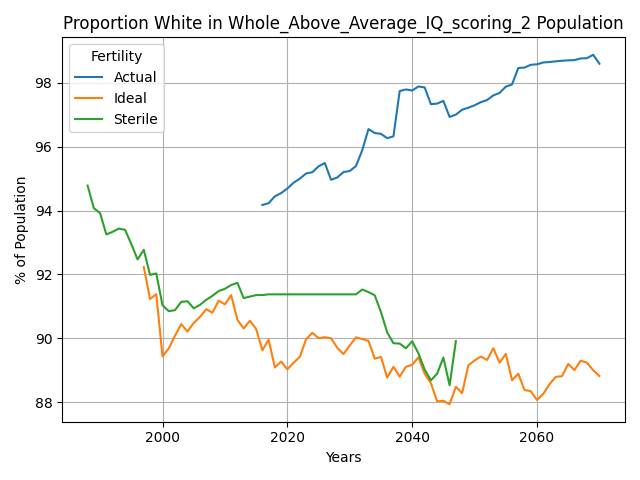 Proportion White in Whole_Above_Average_IQ_scoring_2 Population
Fertility
Actual
Ideal
Sterile
98
96
94
92
90
88
% of Population
2000
2020
2040
2060
Years